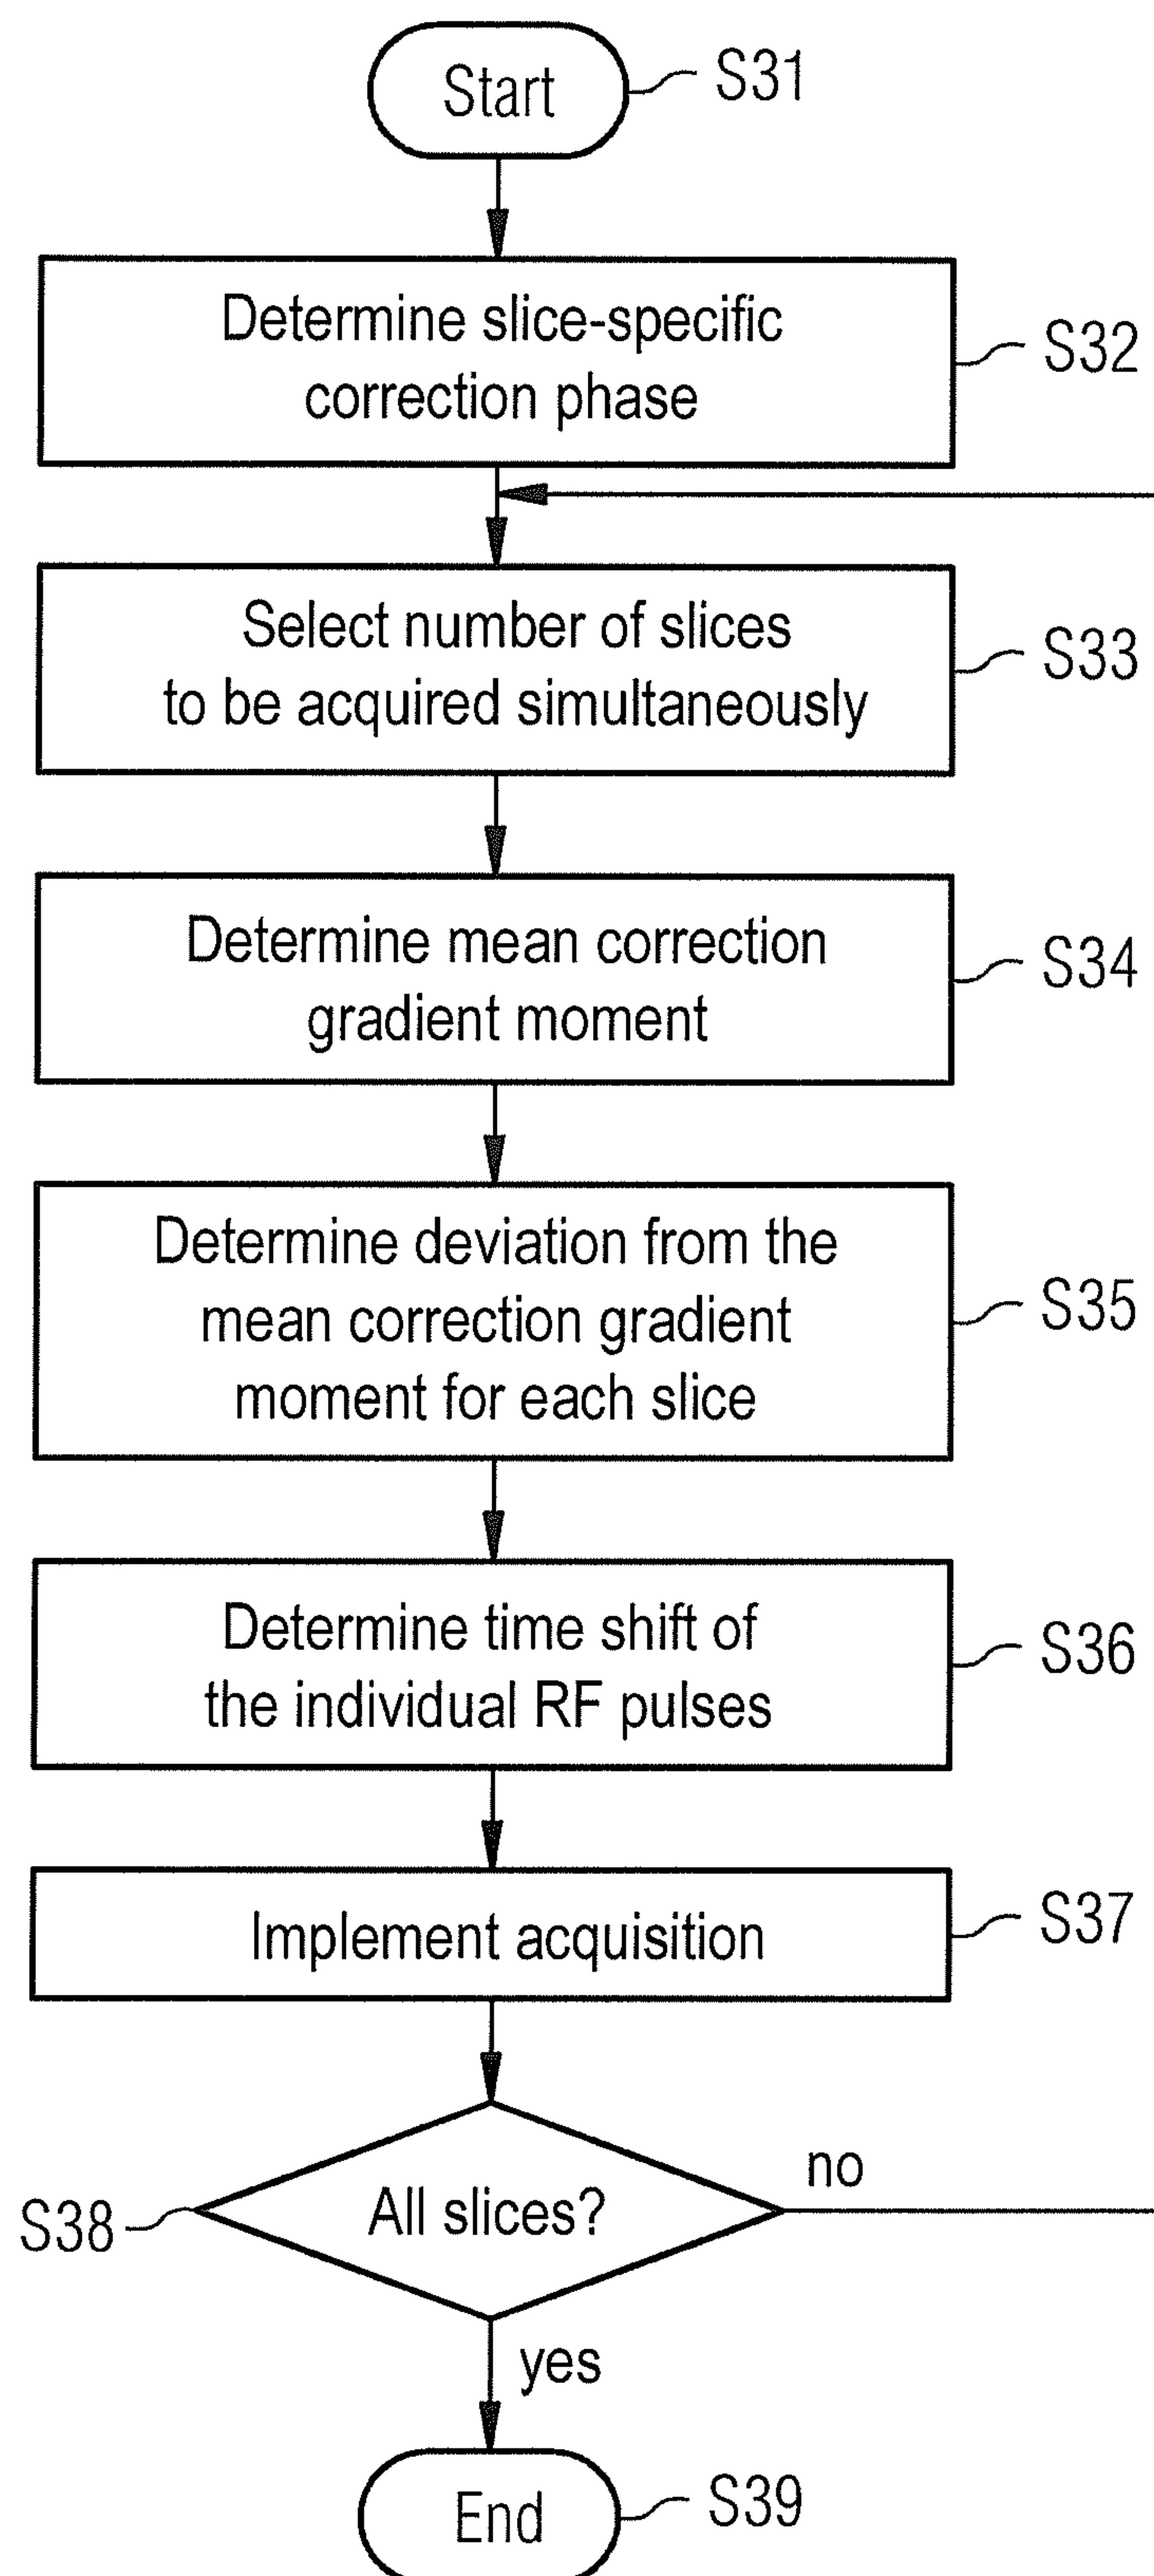 Start
S31
Determine slice-specific
correction phase
S32
Select number of slices
to be acquired simultaneously
S33
Determine mean correction
gradient moment
S34
Determine deviation from the
mean correction gradient
moment for each slice
S35
Determine time shift of
the individual RF pulses
S36
Implement acquisition
S37
S38
All slices?
no
yes
End
S39